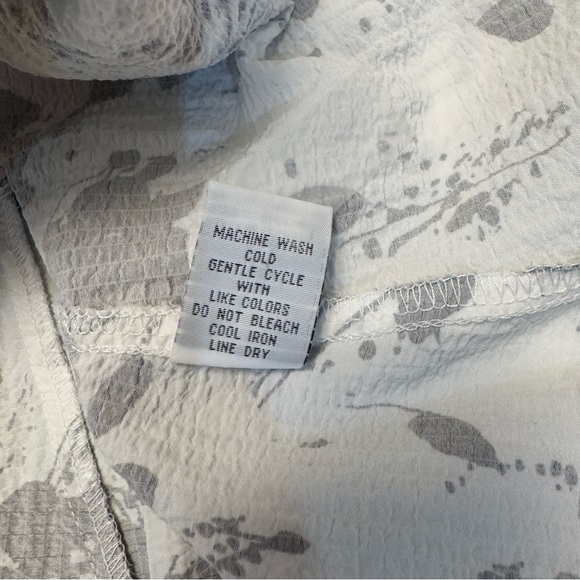 MACHINE WASH
COLD
GENTLE CYCLE
WITH
LIKE COLORS
DO NOT BLEACH
COOL IRON
LINE DRY